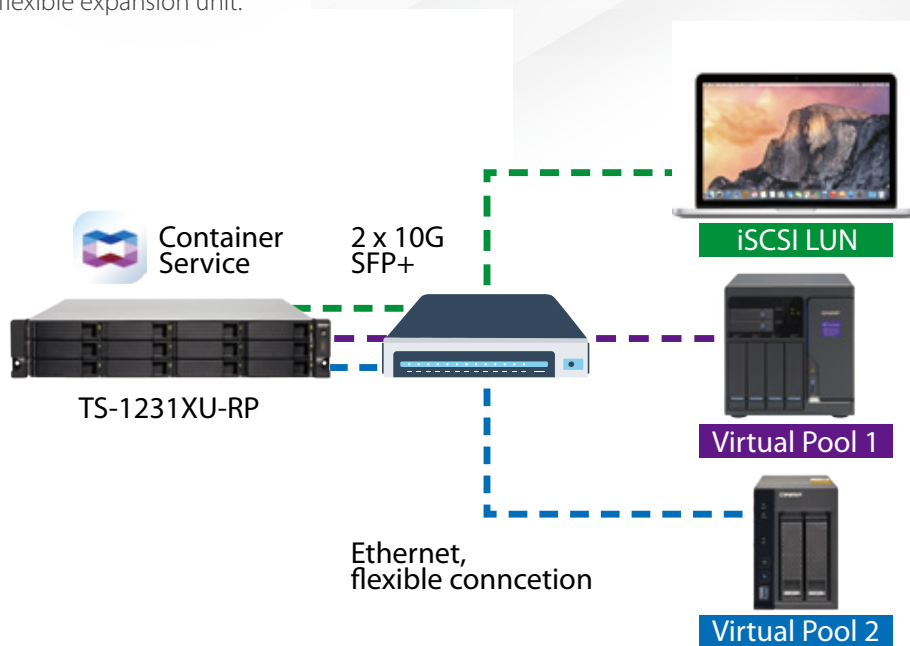 flexible expansion unit.
Container
Service
2 x 10G
SFP+
TS-1231XU-RP
iSCSI LUN
Virtual Pool 1
Ethernet,
flexible conncetion
Virtual Pool 2